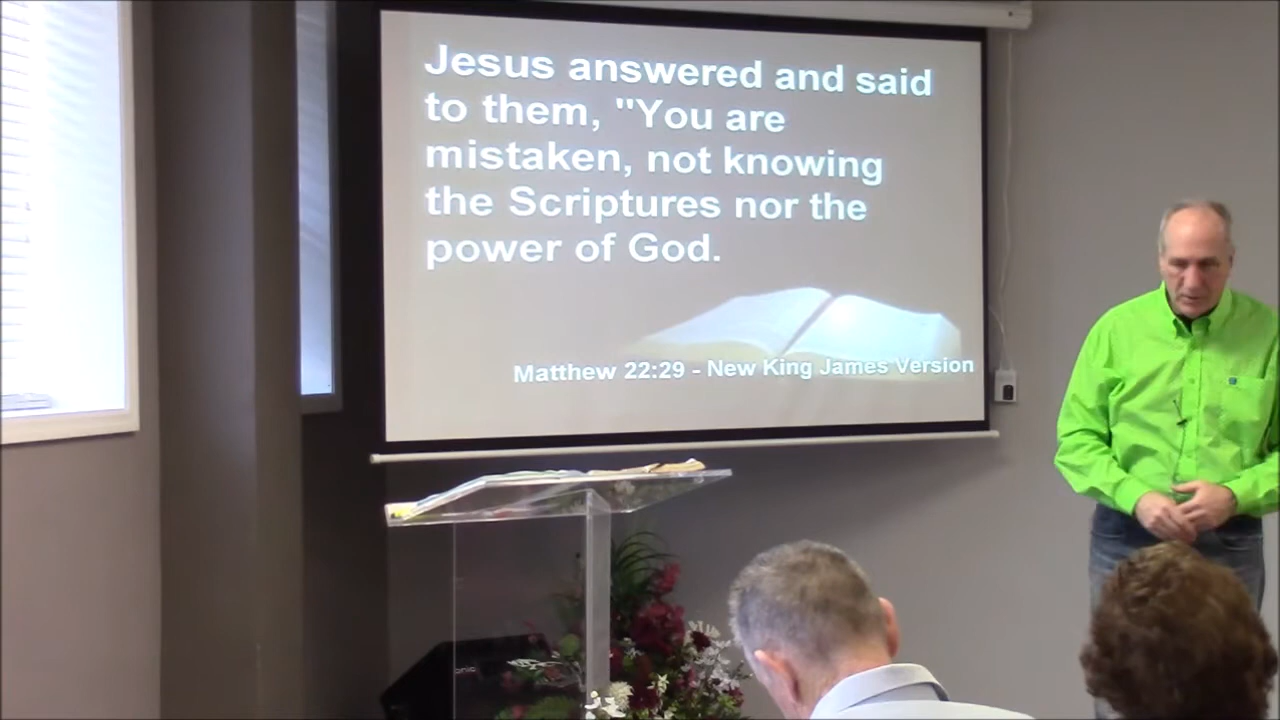 Jesus answered and said
to them, "You are
mistaken, not knowing
the Scriptures nor the
power of God.
Matthew 22:29 - New King James Version